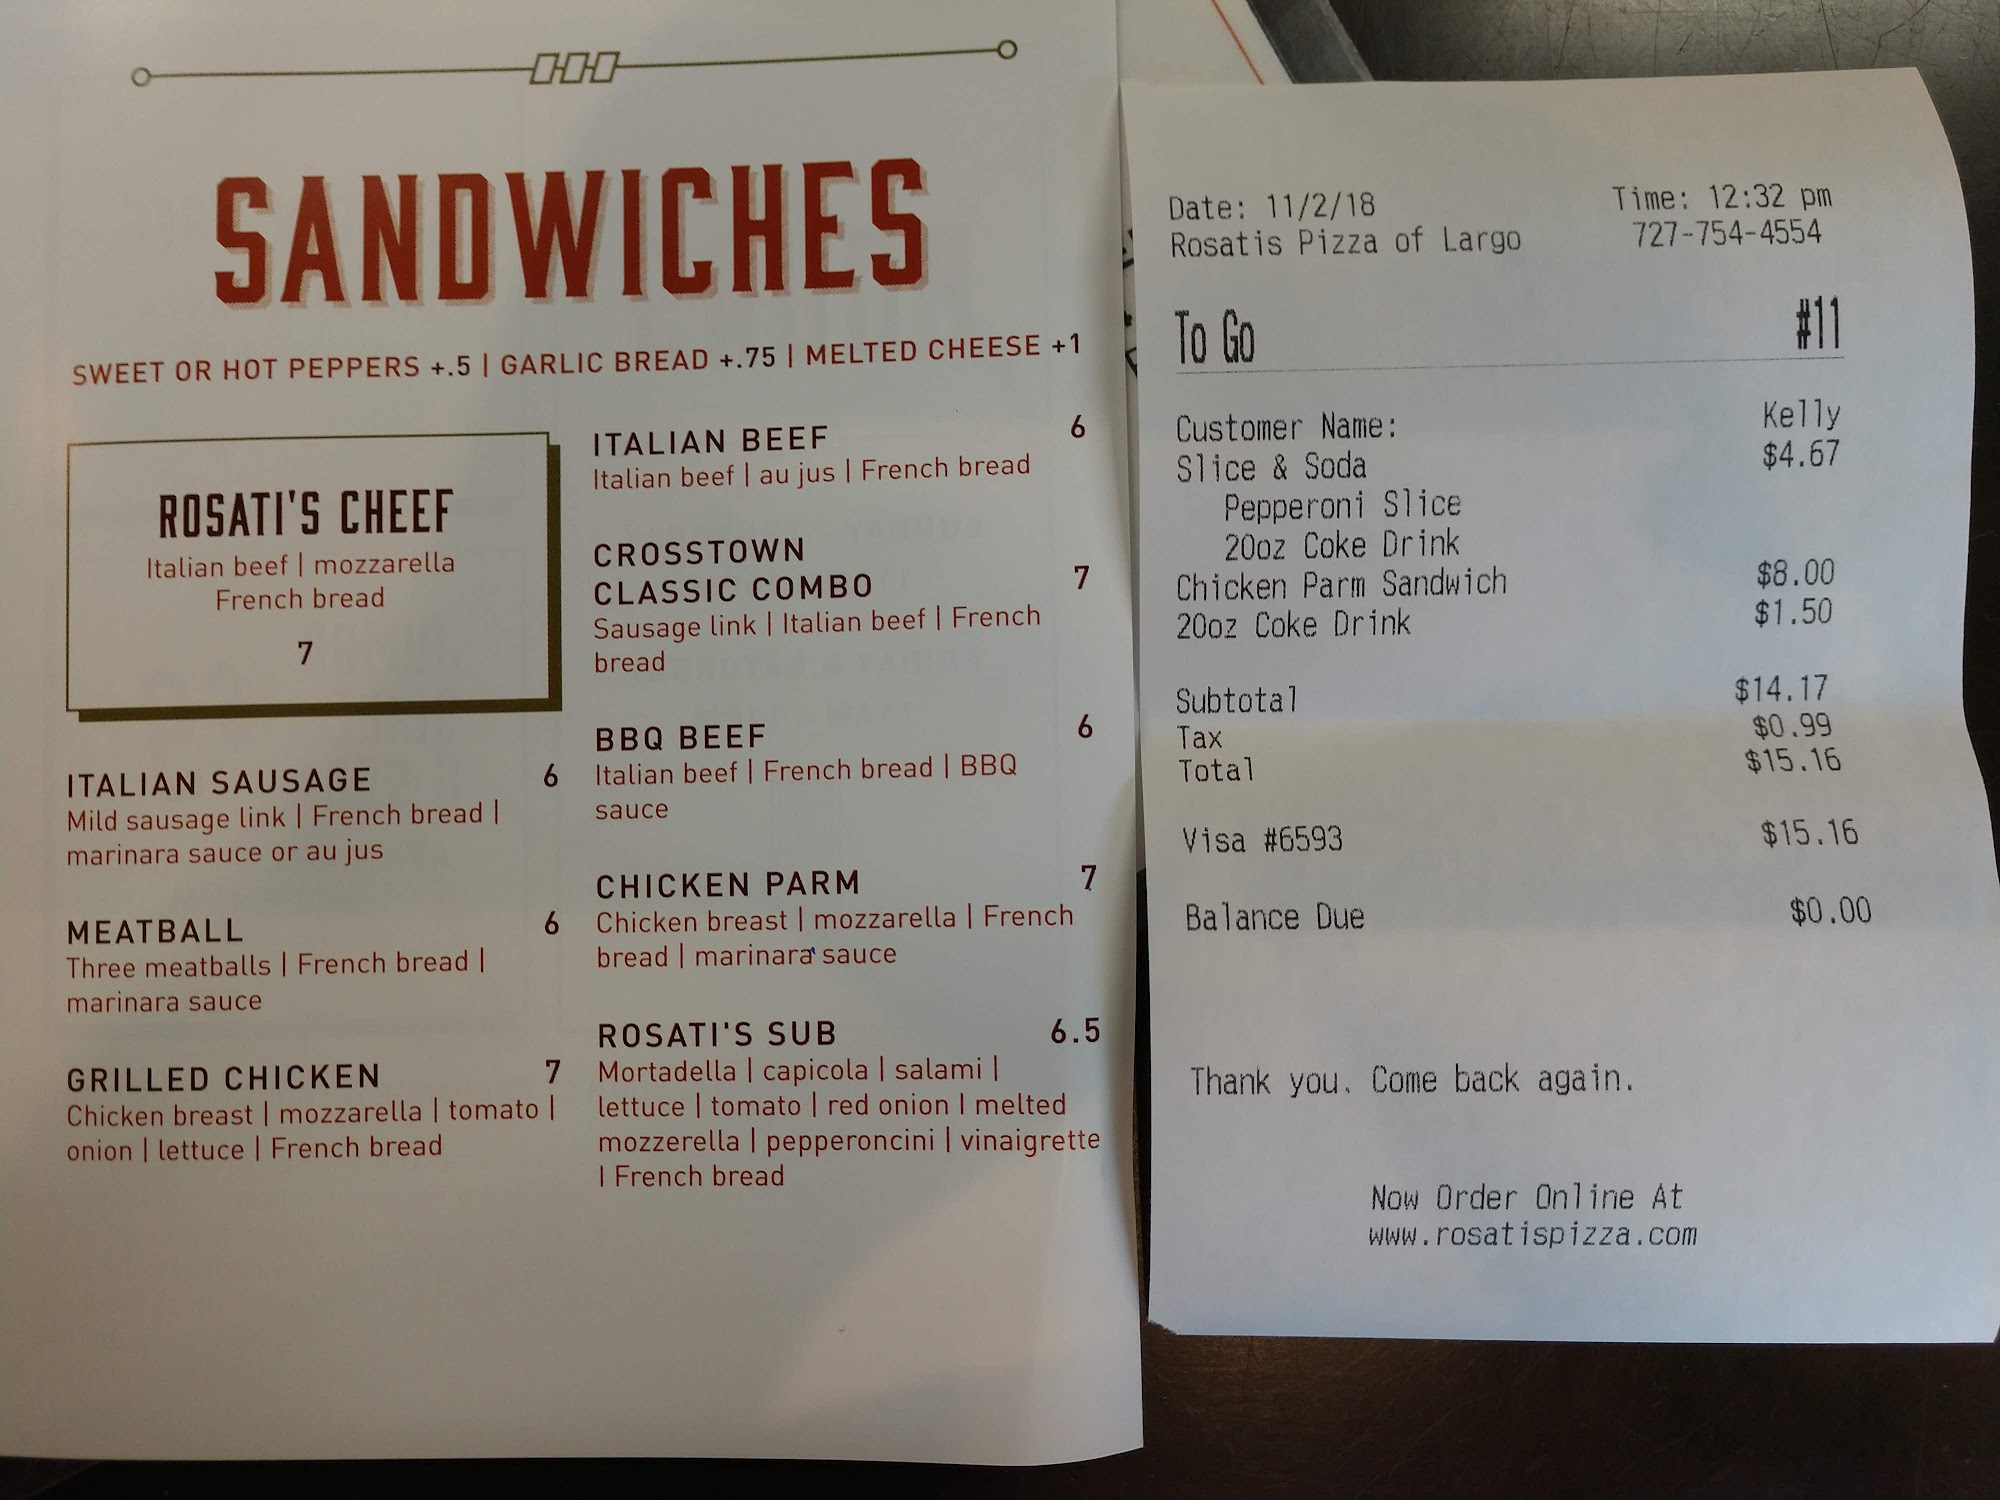 SANDWICHES
SWEET OR HOT PEPPERS +.5 | GARLIC BREAD +.75 | MELTED CHEESE +1
ROSATI'S CHEEF
Italian beef | mozzarella
French bread
7
ITALIAN SAUSAGE 6
Mild sausage link | French bread |
marinara sauce or au jus
MEATBALL 6
Three meatballs | French bread |
marinara sauce
GRILLED CHICKEN 7
Chicken breast | mozzarella | tomato |
onion | lettuce | French bread
ITALIAN BEEF 6
Italian beef | au jus | French bread
CROSSTOWN
CLASSIC COMBO 7
Sausage link | Italian beef | French
bread
BBQ BEEF 6
Italian beef | French bread | BBQ
sauce
CHICKEN PARM 7
Chicken breast | mozzarella | French
bread | marinara sauce
ROSATI'S SUB 6.5
Mortadella | capicola | salami |
lettuce | tomato | red onion | melted
mozzerella | pepperoncini | vinaigrette
| French bread
Date: 11/2/18 Time: 12:32 pm
Rosatis Pizza of Largo 727-754-4554
To Go #11
Customer Name: Kelly
Slice & Soda $4.67
Pepperoni Slice
20oz Coke Drink
Chicken Parm Sandwich $8.00
20oz Coke Drink $1.50
Subtotal $14.17
Tax $0.99
Total $15.16
Visa #6593 $15.16
Balance Due $0.00
Thank you. Come back again.
Now Order Online At
www.rosatispizza.com